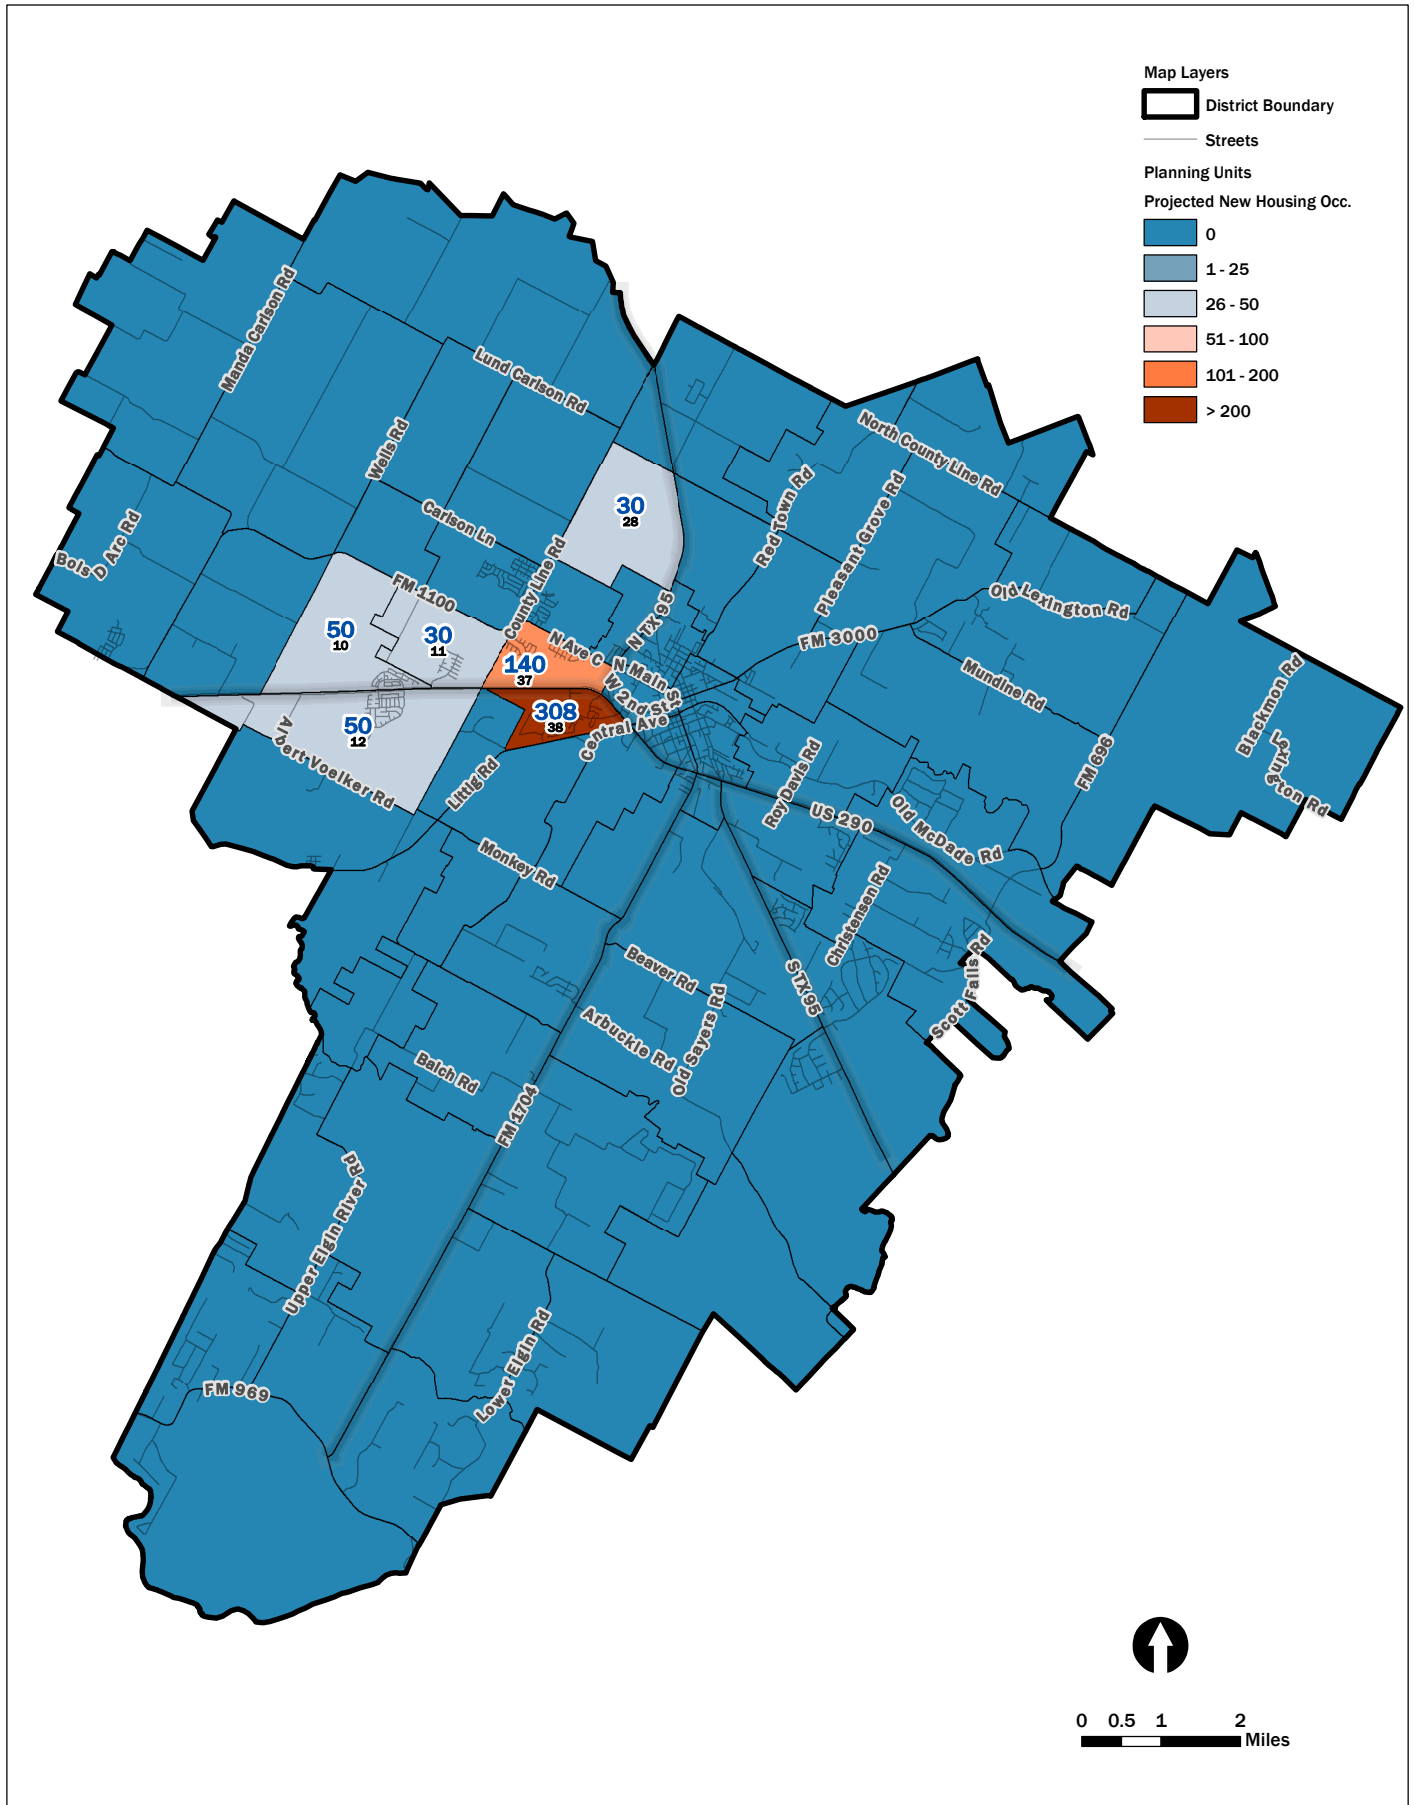 Map Layers
District Boundary
Streets
Planning Units
Projected New Housing Occ.
0
1 - 25
26 - 50
51 - 100
101 - 200
> 200
Manda Carlson Rd
Lund Carlson Rd
Wells Rd
North County Line Rd
Carlson Ln
30
28
Red Town Rd
Pleasant Grove Rd
Bois D Arc Rd
FM 1100
County Line Rd
Old Lexington Rd
N TX 95
FM 3000
50
10
30
11
N Ave C
140
37
N Main St
W 2nd St
Mundine Rd
Blackmon Rd
308
38
Central Ave
50
12
Albert Voelker Rd
Littig Rd
Roy Davis Rd
FM 696
Lexington Rd
US 290
Old McDade Rd
Monkey Rd
Christensen Rd
Beaver Rd
S TX 95
Scott Falls Rd
Arbuckle Rd
Old Sayers Rd
Balch Rd
FM 1704
Upper Elgin River Rd
Lower Elgin Rd
FM 969
0 0.5 1 2
Miles